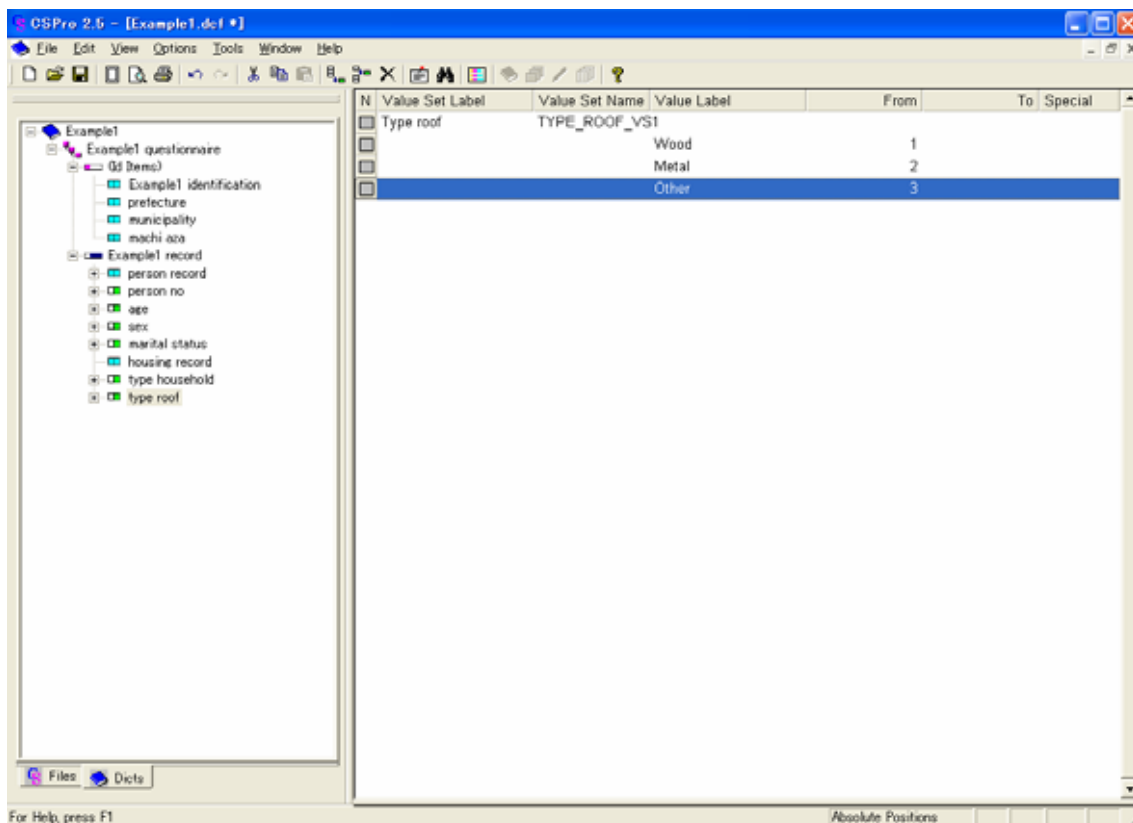 CSPro 2.5 - [Example1.dcf *]
File Edit View Options Tools Window Help
N Value Set Label Value Set Name Value Label From To Special
Type roof TYPE_ROOF_VS1
Wood 1
Metal 2
Other 3
Example1
Example1 questionnaire
(Id Items)
Example1 identification
prefecture
municipality
machi aza
Example1 record
person record
person no
age
sex
marital status
housing record
type household
type roof
Files Dicts
For Help, press F1 Absolute Positions